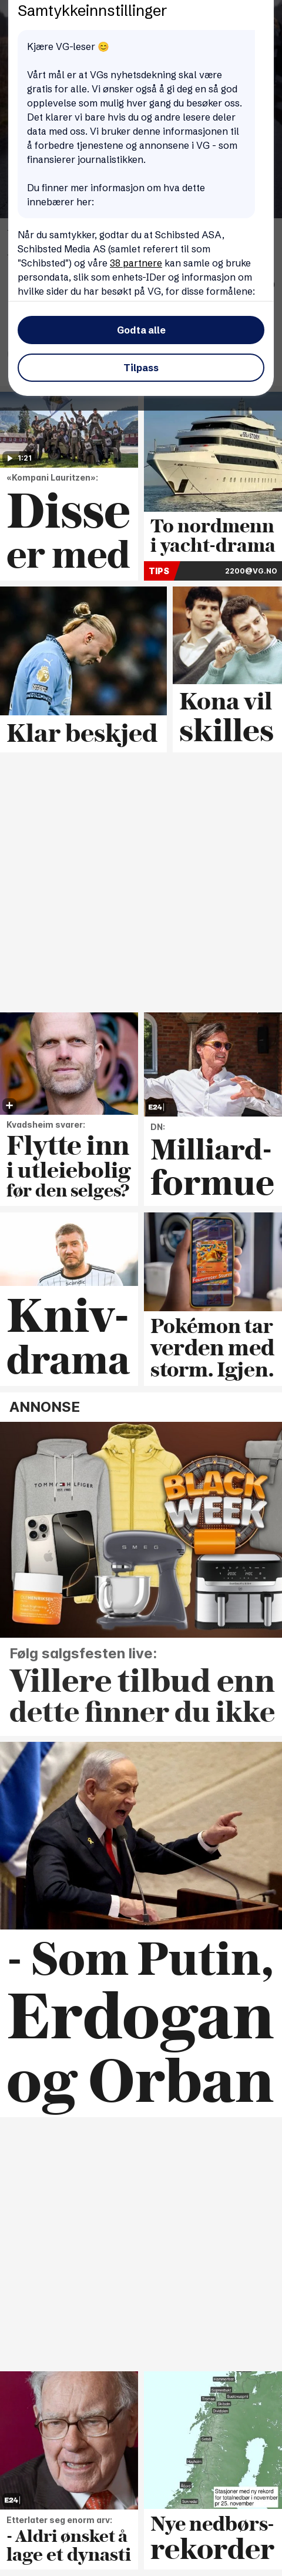 Samtykkeinnstillinger
Kjære VG-leser 😊
Vårt mål er at VGs nyhetsdekning skal være
gratis for alle. Vi ønsker også å gi deg en så god
opplevelse som mulig hver gang du besøker oss.
Det klarer vi bare hvis du og andre lesere deler
data med oss. Vi bruker denne informasjonen til
å forbedre tjenestene og annonsene i VG - som
finansierer journalistikken.
Du finner mer informasjon om hva dette
innebærer her:
Når du samtykker, godtar du at Schibsted ASA,
Schibsted Media AS (samlet referert til som
"Schibsted") og våre 38 partnere kan samle og bruke
persondata, slik som enhets-IDer og informasjon om
hvilke sider du har besøkt på VG, for disse formålene:
Godta alle
Tilpass
1:21
«Kompani Lauritzen»:
Disse
er med
To nordmenn
i yacht-drama
TIPS 2200@VG.NO
Klar beskjed
Kona vil
skilles
Kvadsheim svarer:
Flytte inn
i utleiebolig
før den selges?
E24
DN:
Milliard-
formue
Kniv-
drama
Pokémon tar
verden med
storm. Igjen.
ANNONSE
TOMMY HILFIGER
BLACK
WEEK
SMEG
Følg salgsfesten live:
Villere tilbud enn
dette finner du ikke
- Som Putin,
Erdogan
og Orban
E24
Etterlater seg enorm arv:
- Aldri ønsket å
lage et dynasti
Stasjoner med ny rekord
for totalnedbør i november
pr 25. november
Nye nedbørs-
rekorder